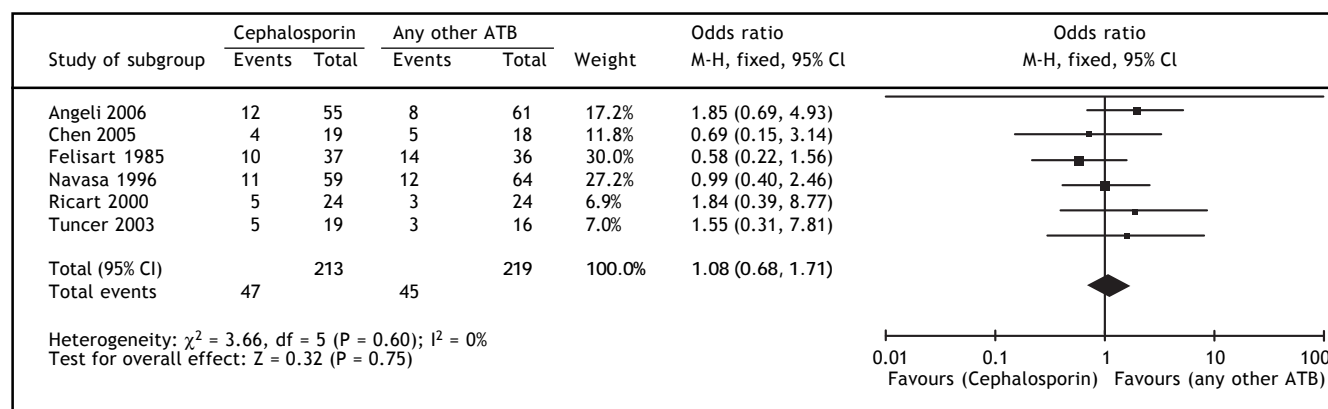 Cephalosporin Any other ATB Odds ratio Odds ratio
Study of subgroup Events Total Events Total Weight M-H, fixed, 95% Cl M-H, fixed, 95% Cl
Angeli 2006 12 55 8 61 17.2% 1.85 (0.69, 4.93)
Chen 2005 4 19 5 18 11.8% 0.69 (0.15, 3.14)
Felisart 1985 10 37 14 36 30.0% 0.58 (0.22, 1.56)
Navasa 1996 11 59 12 64 27.2% 0.99 (0.40, 2.46)
Ricart 2000 5 24 3 24 6.9% 1.84 (0.39, 8.77)
Tuncer 2003 5 19 3 16 7.0% 1.55 (0.31, 7.81)
Total (95% CI) 213 219 100.0% 1.08 (0.68, 1.71)
Total events 47 45
Heterogeneity: χ² = 3.66, df = 5 (P = 0.60); I² = 0%
Test for overall effect: Z = 0.32 (P = 0.75)
0.01 0.1 1 10 100
Favours (Cephalosporin) Favours (any other ATB)